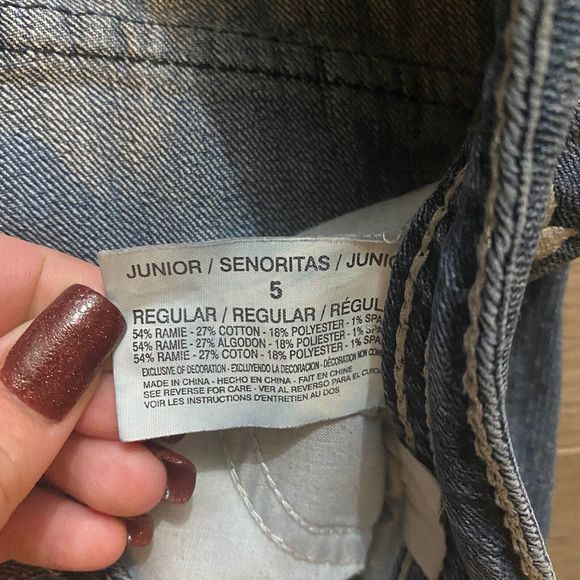 JUNIOR / SENORITAS / JUNIO
5
REGULAR / REGULAR / RÉGUL
54% RAMIE - 27% COTTON - 18% POLYESTER - 1% SPA
54% RAMIE - 27% ALGODON - 18% POLIESTER - 1% SPA
54% RAMIE - 27% COTON - 18% POLYESTER - 1% SPA
EXCLUSIVE OF DECORATION - EXCLUYENDO LA DECORACION - DÉCORATION NON COM
MADE IN CHINA - HECHO EN CHINA - FAIT EN CHINE
SEE REVERSE FOR CARE - VER AL REVERSO PARA EL CUID
VOIR LES INSTRUCTIONS D'ENTRETIEN AU DOS